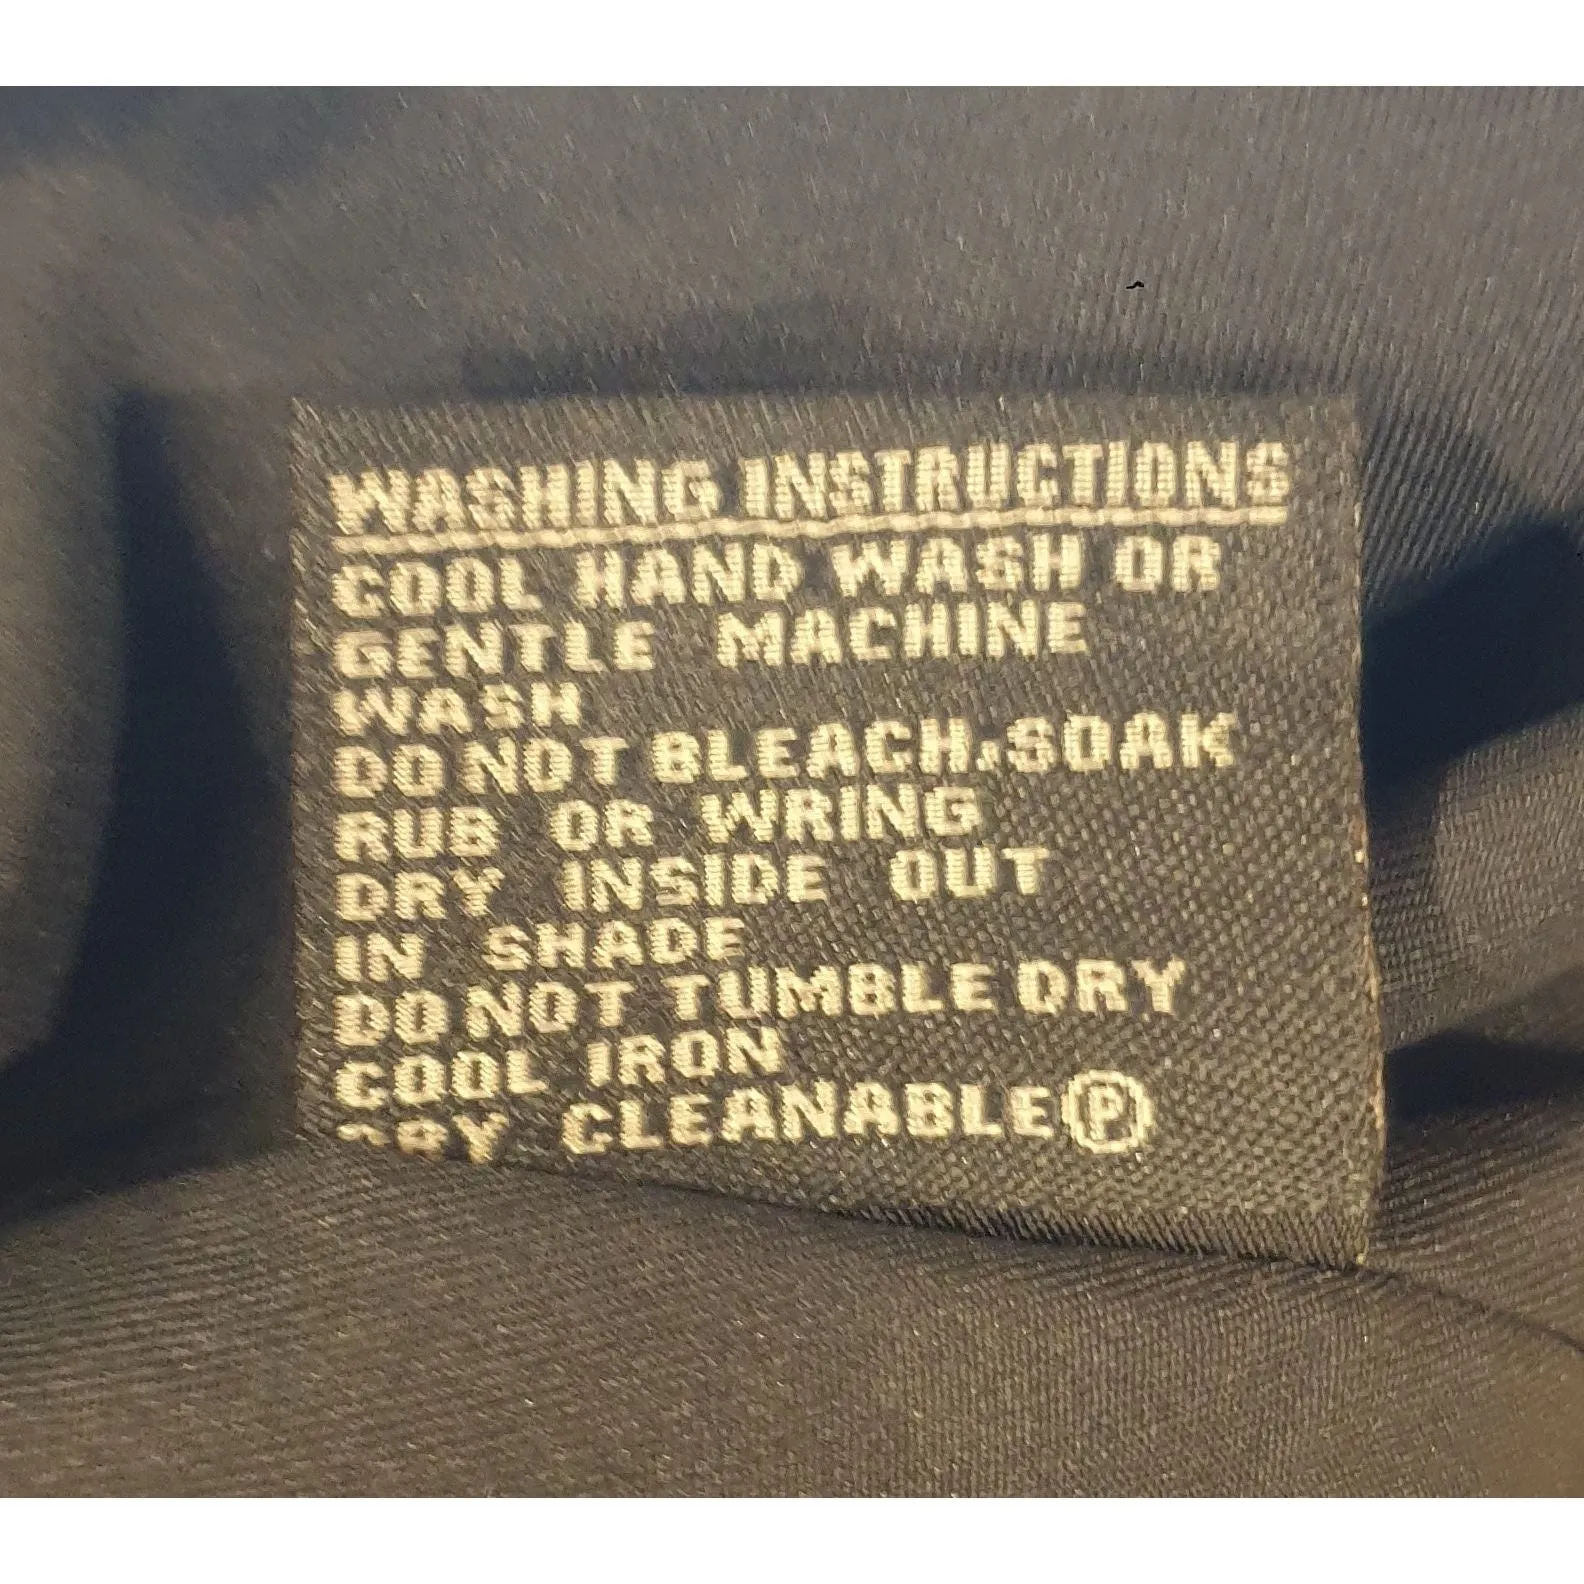 WASHING INSTRUCTIONS
COOL HAND WASH OR
GENTLE MACHINE
WASH
DO NOT BLEACH.SOAK
RUB OR WRING
DRY INSIDE OUT
IN SHADE
DO NOT TUMBLE DRY
COOL IRON
DRY CLEANABLE Ⓟ